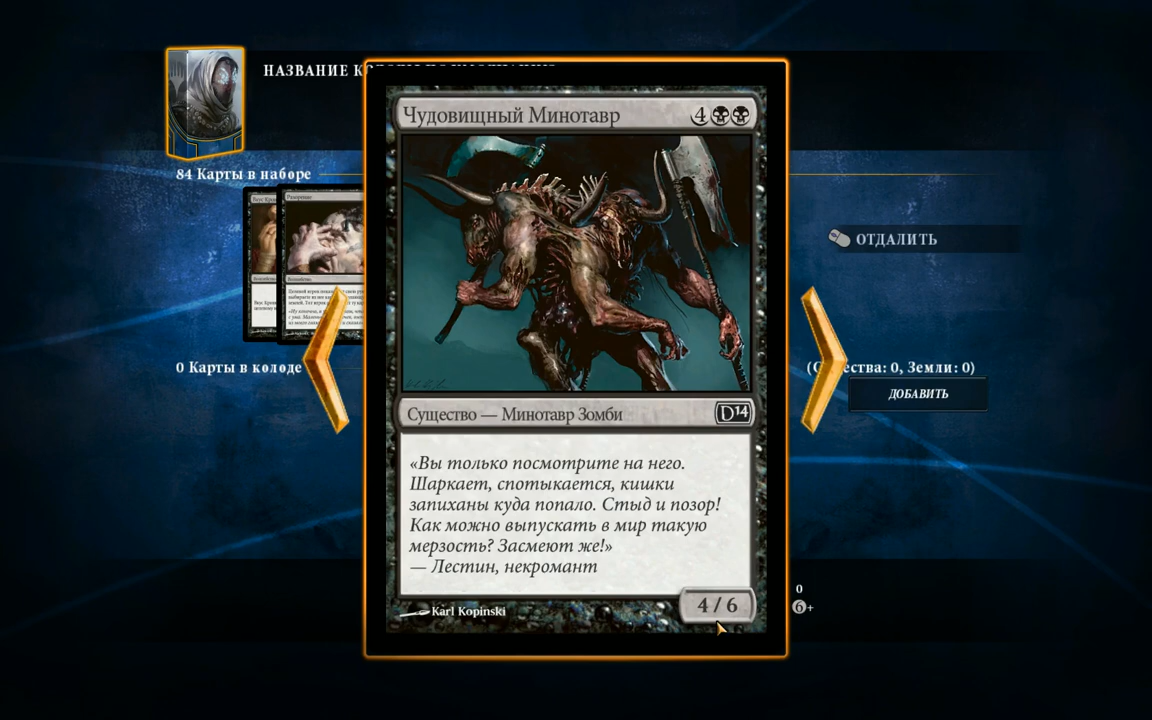 НАЗВАНИЕ
Чудовищный Минотавр
4
84 Карты в наборе
Разорение
ОТДАЛИТЬ
0 Карты в колоде
Земли: 0)
ДОБАВИТЬ
Существо — Минотавр Зомби
D14
«Вы только посмотрите на него.
Шаркает, спотыкается, кишки
запиханы куда попало. Стыд и позор!
Как можно выпускать в мир такую
мерзость? Засмеют же!»
— Лестин, некромант
4 / 6
Karl Kopinski
0
6+